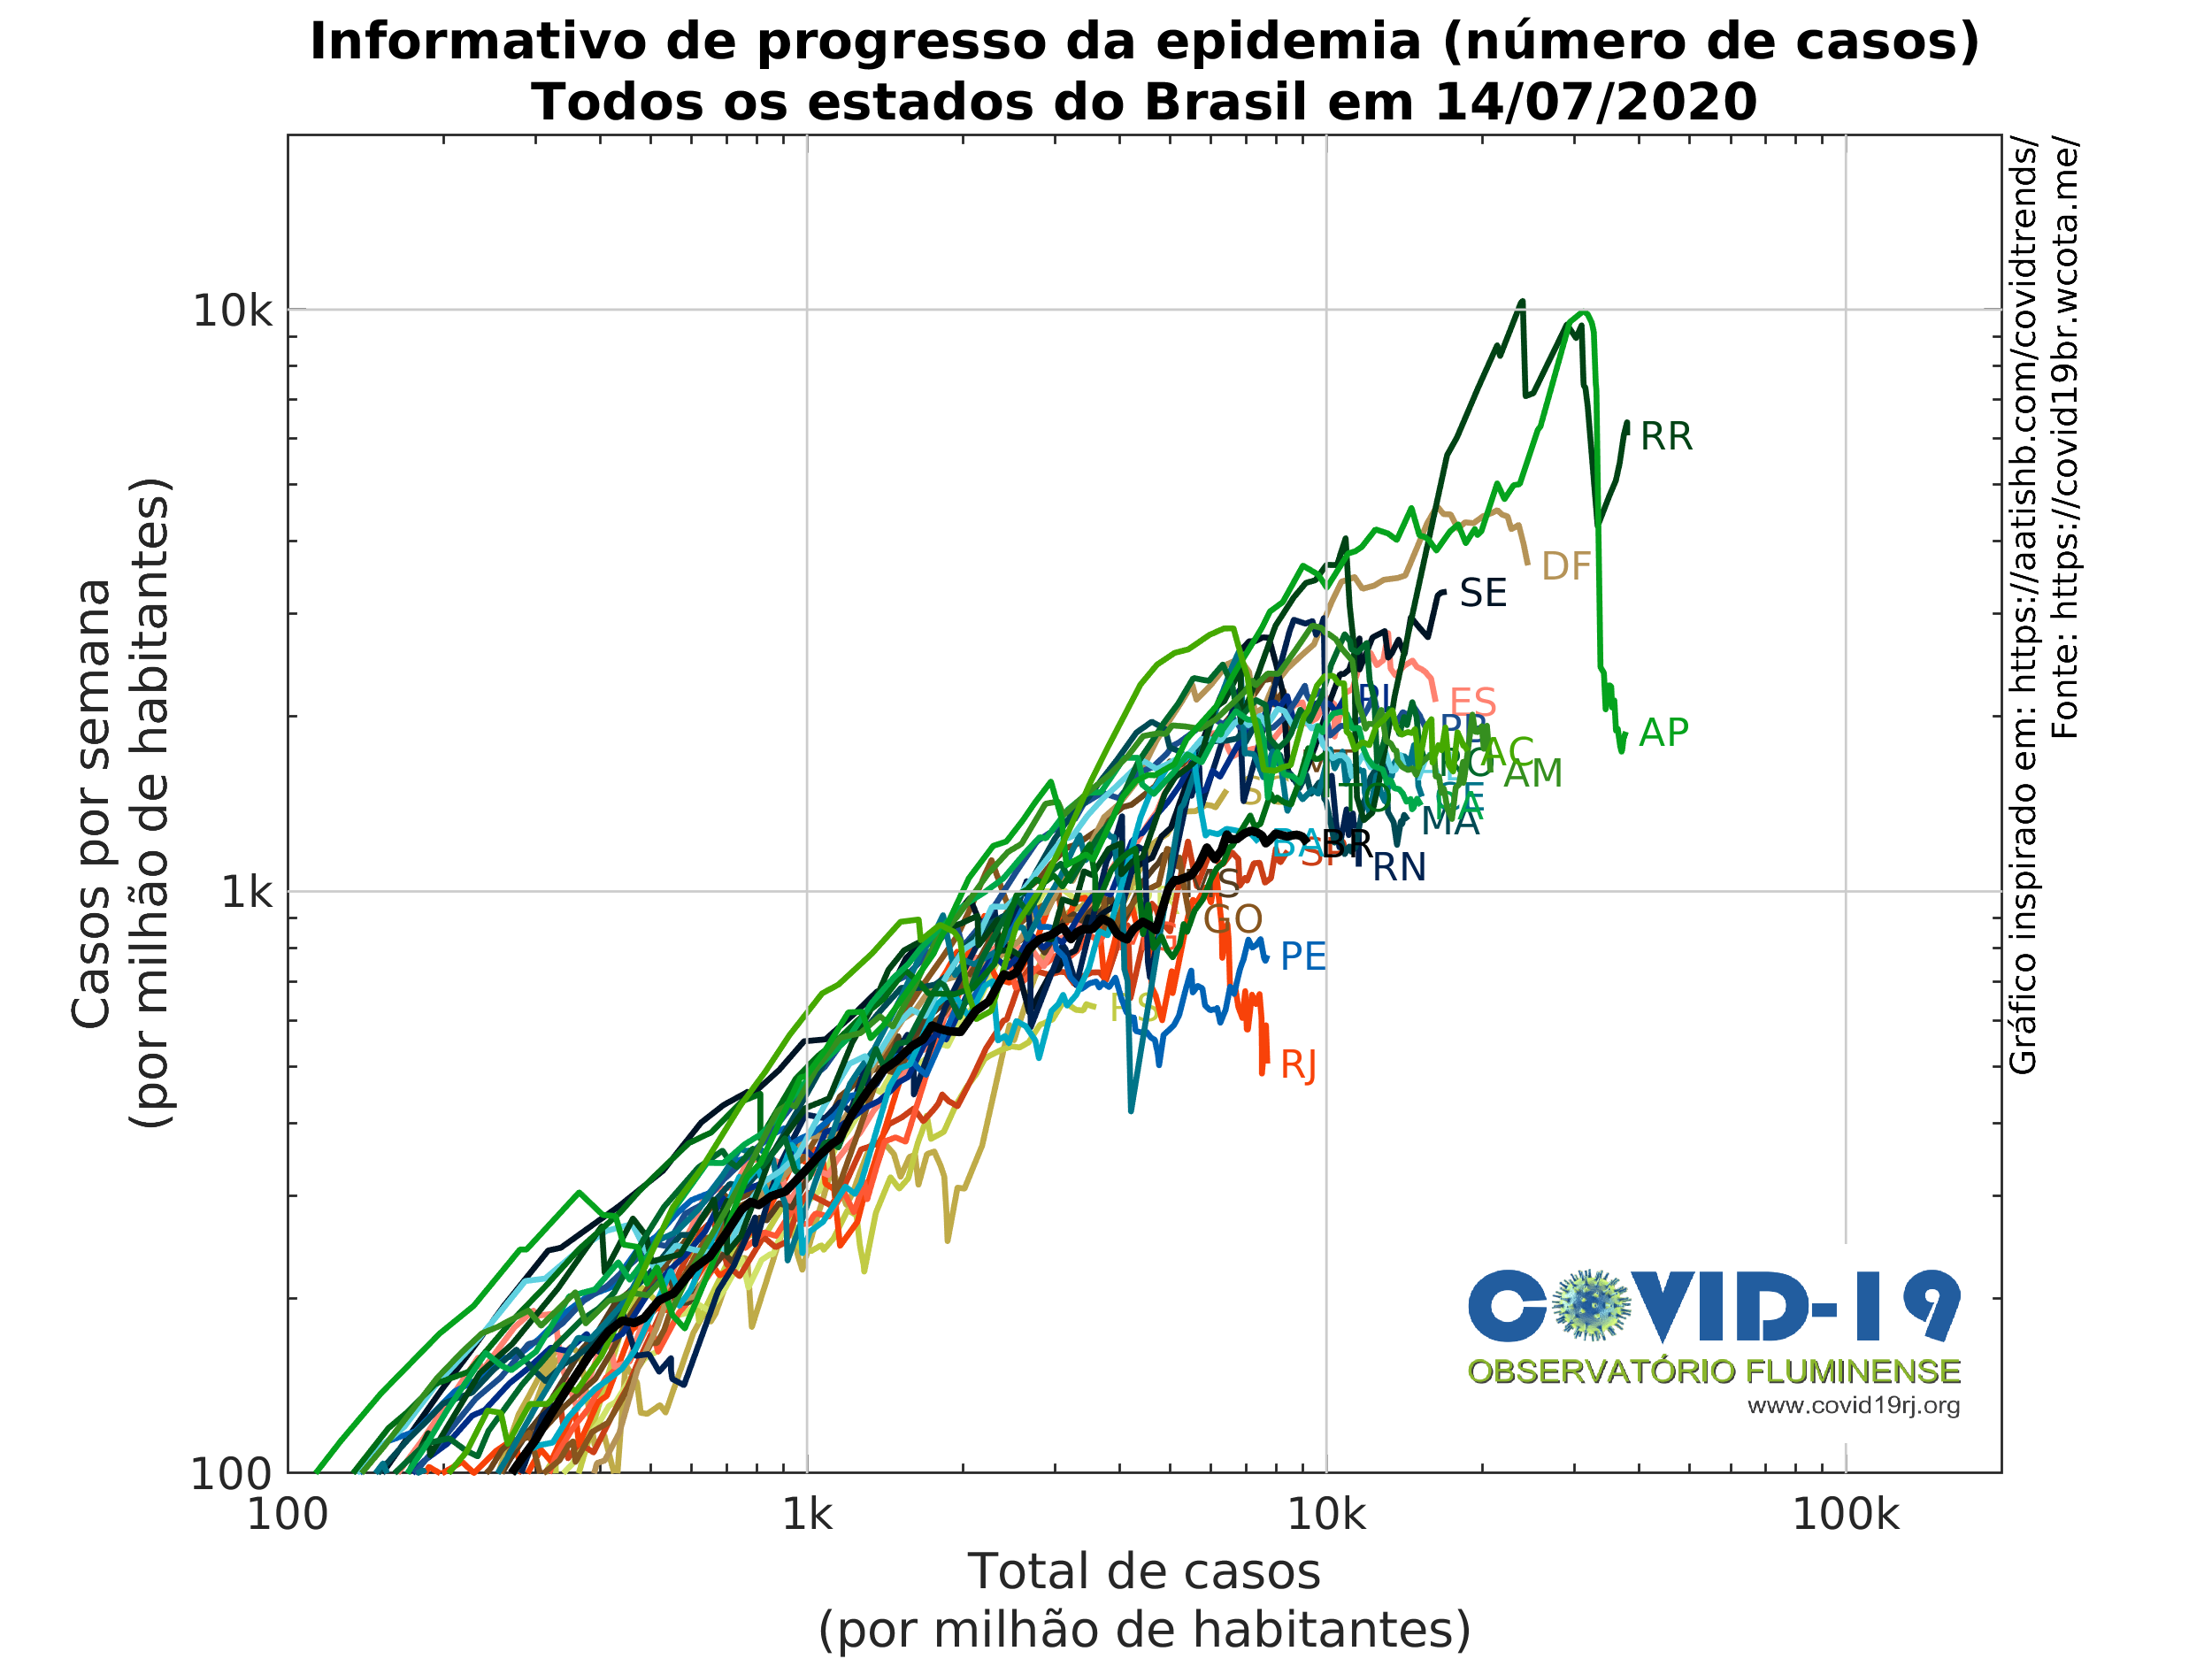 Informativo de progresso da epidemia (número de casos)
Todos os estados do Brasil em 14/07/2020
Casos por semana
(por milhão de habitantes)
10k
1k
100
100
1k
10k
100k
Total de casos
(por milhão de habitantes)
RR
DF
SE
ES
AP
AC
AM
MA
BA
BR
RN
GO
PE
RS
RJ
Gráfico inspirado em: https://aatishb.com/covidtrends/
Fonte: https://covid19br.wcota.me/
COVID-19
OBSERVATÓRIO FLUMINENSE
www.covid19rj.org